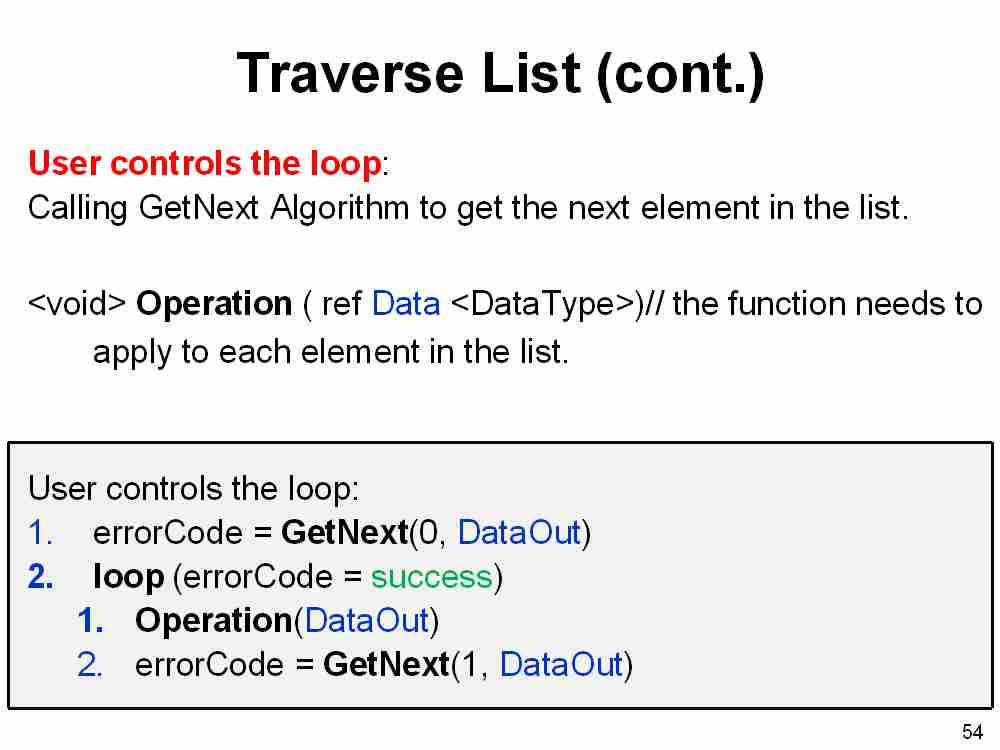 Traverse List (cont.)
User controls the loop:
Calling GetNext Algorithm to get the next element in the list.
<void> Operation ( ref Data <DataType>)// the function needs to
apply to each element in the list.
User controls the loop:
1. errorCode = GetNext(0, DataOut)
2. loop (errorCode = success)
1. Operation(DataOut)
2. errorCode = GetNext(1, DataOut)
54